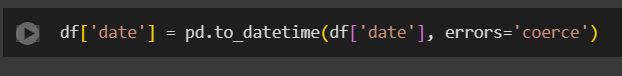 df['date'] = pd.to_datetime(df['date'], errors='coerce')